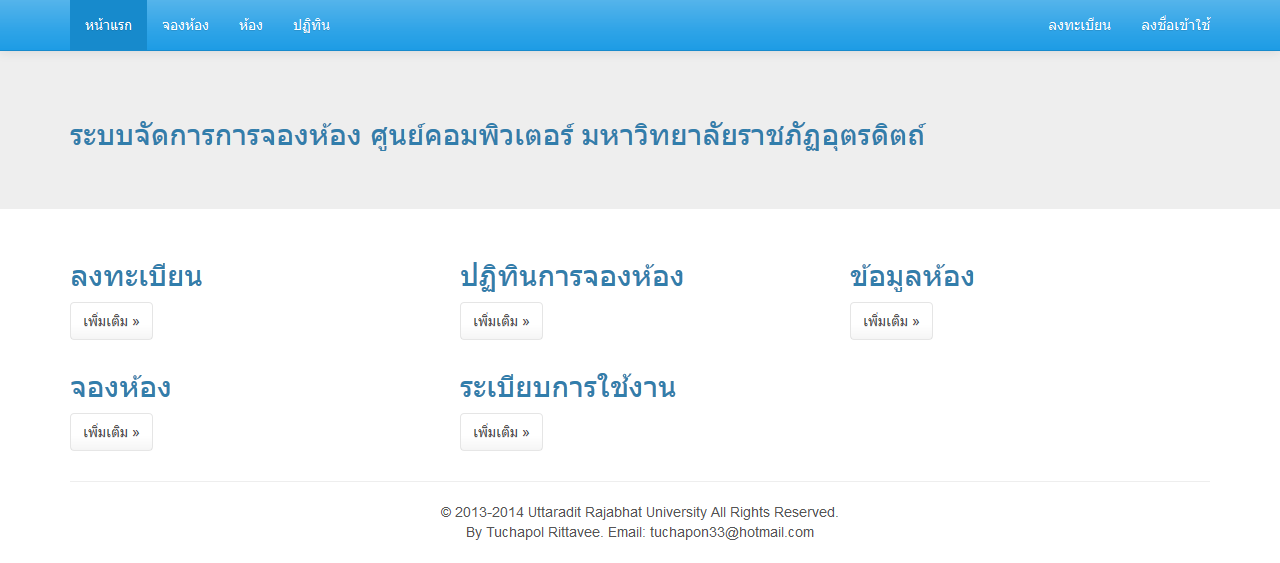 หน้าแรก จองห้อง ห้อง ปฏิทิน ลงทะเบียน ลงชื่อเข้าใช้
ระบบจัดการการจองห้อง ศูนย์คอมพิวเตอร์ มหาวิทยาลัยราชภัฏอุตรดิตถ์
ลงทะเบียน ปฏิทินการจองห้อง ข้อมูลห้อง
เพิ่มเติม » เพิ่มเติม » เพิ่มเติม »
จองห้อง ระเบียบการใช้งาน
เพิ่มเติม » เพิ่มเติม »
© 2013-2014 Uttaradit Rajabhat University All Rights Reserved.
By Tuchapol Rittavee. Email: tuchapon33@hotmail.com